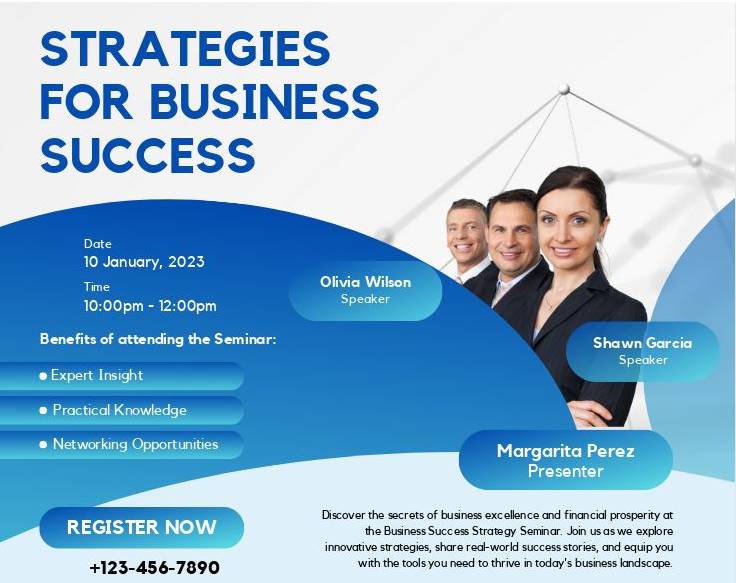 STRATEGIES
FOR BUSINESS
SUCCESS
Date
10 January, 2023
Time
10:00pm - 12:00pm
Olivia Wilson
Speaker
Shawn Garcia
Speaker
Margarita Perez
Presenter
Benefits of attending the Seminar:
Expert Insight
Practical Knowledge
Networking Opportunities
REGISTER NOW
+123-456-7890
Discover the secrets of business excellence and financial prosperity at
the Business Success Strategy Seminar. Join us as we explore
innovative strategies, share real-world success stories, and equip you
with the tools you need to thrive in today's business landscape.